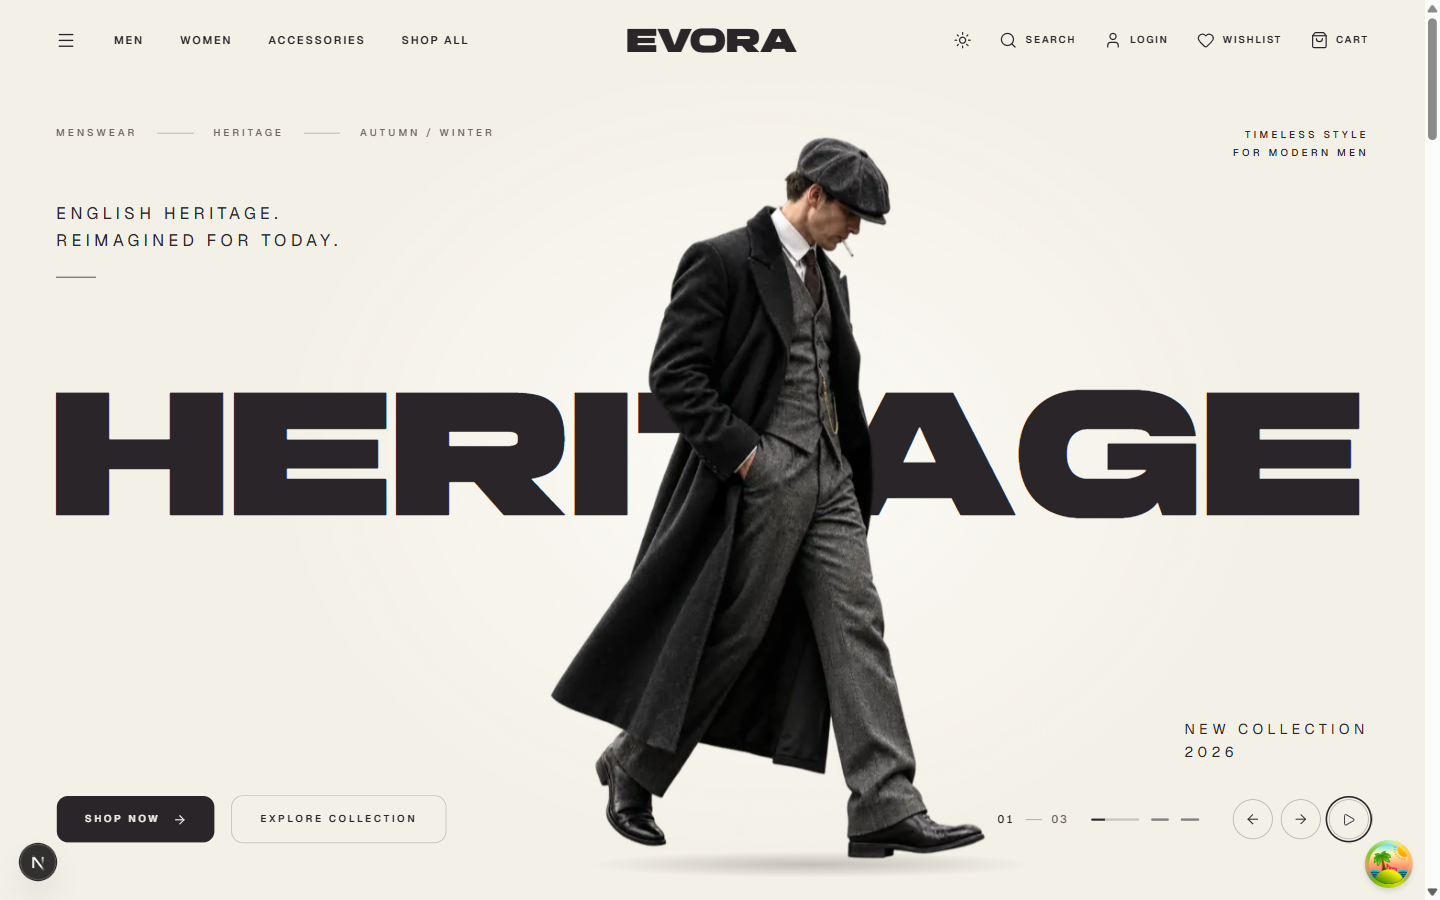 MEN WOMEN ACCESSORIES SHOP ALL EVORA SEARCH LOGIN WISHLIST CART
MENSWEAR HERITAGE AUTUMN / WINTER
TIMELESS STYLE
FOR MODERN MEN
ENGLISH HERITAGE.
REIMAGINED FOR TODAY.
HERITAGE
NEW COLLECTION
2026
SHOP NOW EXPLORE COLLECTION 01 — 03
N